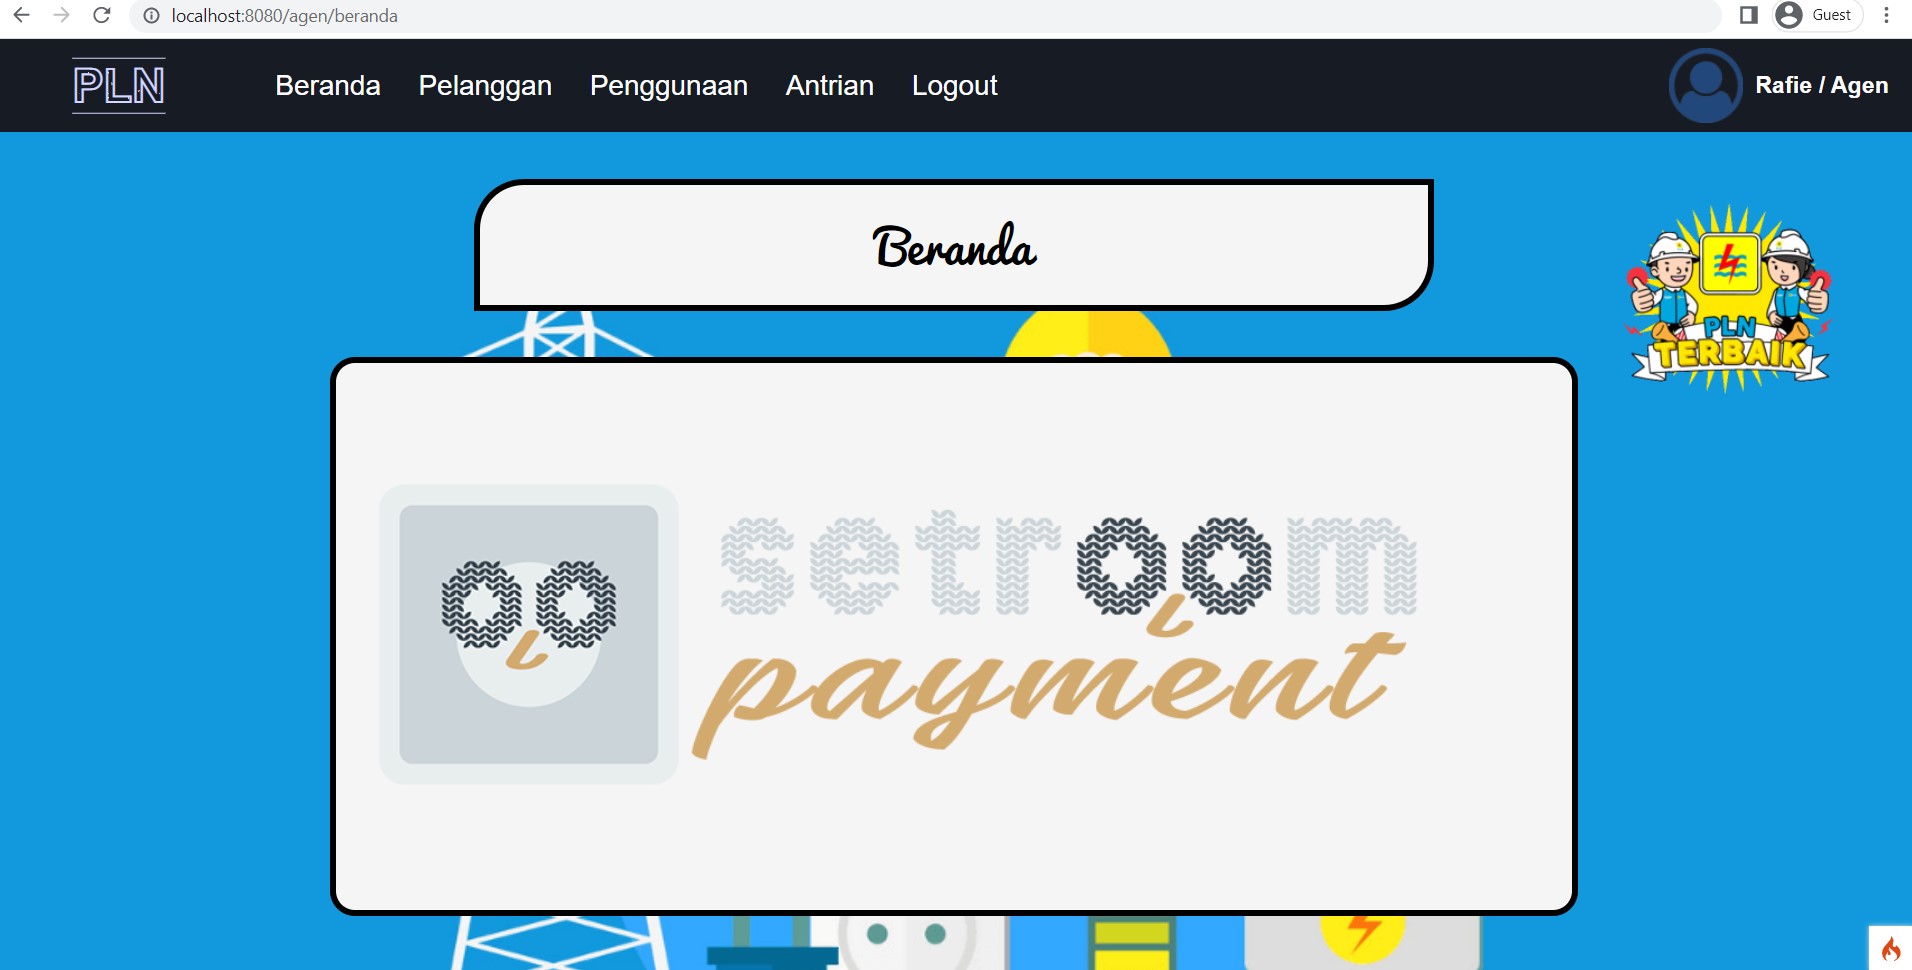 localhost:8080/agen/beranda
Guest
PLN
Beranda Pelanggan Penggunaan Antrian Logout
Rafie / Agen
Beranda
PLN
TERBAIK
setroom
payment